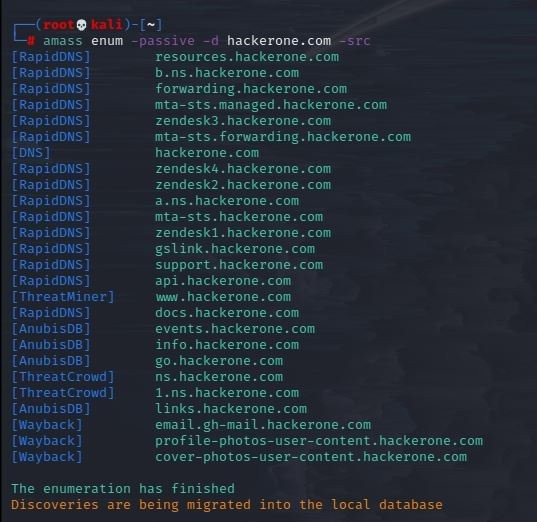 ┌──(root💀kali)-[~]
└─# amass enum -passive -d hackerone.com -src
[RapidDNS]        resources.hackerone.com
[RapidDNS]        b.ns.hackerone.com
[RapidDNS]        forwarding.hackerone.com
[RapidDNS]        mta-sts.managed.hackerone.com
[RapidDNS]        zendesk3.hackerone.com
[RapidDNS]        mta-sts.forwarding.hackerone.com
[DNS]             hackerone.com
[RapidDNS]        zendesk4.hackerone.com
[RapidDNS]        zendesk2.hackerone.com
[RapidDNS]        a.ns.hackerone.com
[RapidDNS]        mta-sts.hackerone.com
[RapidDNS]        zendesk1.hackerone.com
[RapidDNS]        gslink.hackerone.com
[RapidDNS]        support.hackerone.com
[RapidDNS]        api.hackerone.com
[ThreatMiner]     www.hackerone.com
[RapidDNS]        docs.hackerone.com
[AnubisDB]        events.hackerone.com
[AnubisDB]        info.hackerone.com
[AnubisDB]        go.hackerone.com
[ThreatCrowd]     ns.hackerone.com
[ThreatCrowd]     1.ns.hackerone.com
[AnubisDB]        links.hackerone.com
[Wayback]         email.gh-mail.hackerone.com
[Wayback]         profile-photos-user-content.hackerone.com
[Wayback]         cover-photos-user-content.hackerone.com
The enumeration has finished
Discoveries are being migrated into the local database